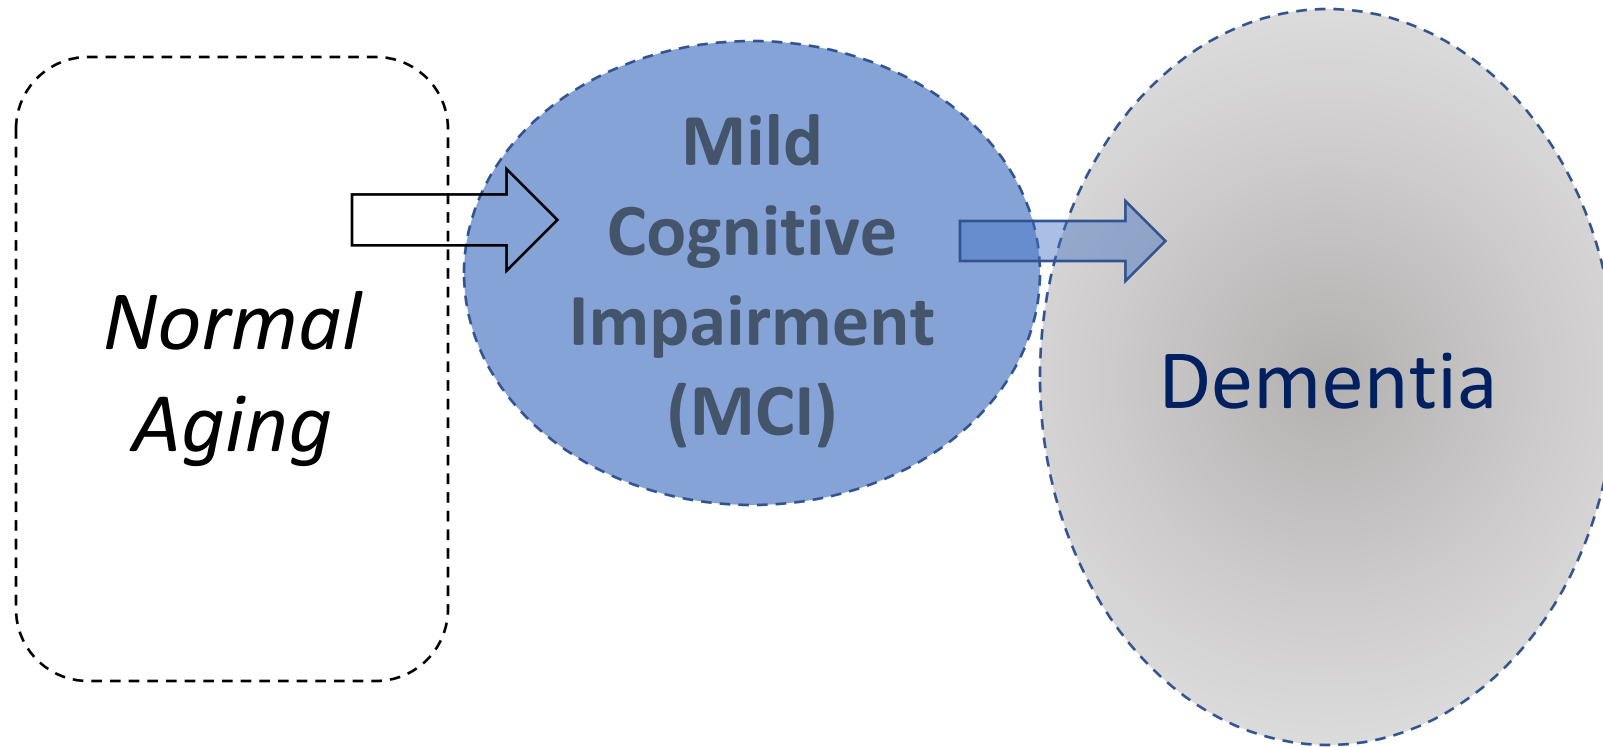 Normal
Aging
Mild
Cognitive
Impairment
(MCI)
Dementia